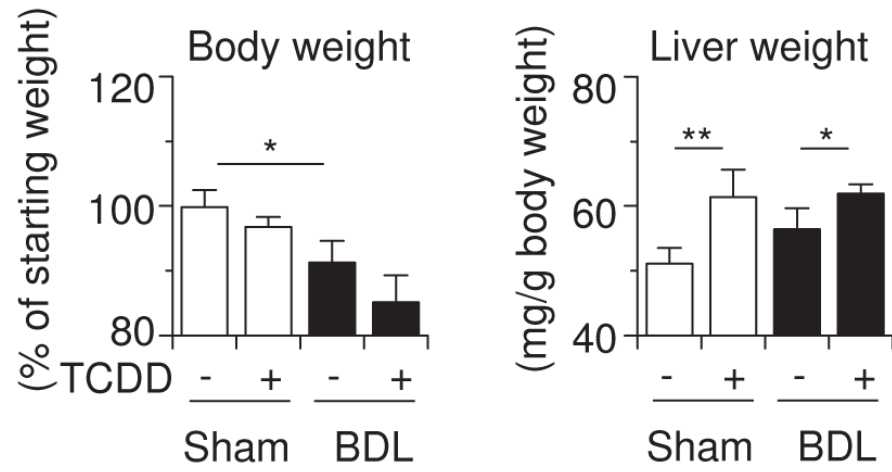 Body weight
(% of starting weight)
120
100
80
*
TCDD - + - +
Sham BDL
Liver weight
(mg/g body weight)
80
60
40
** *
- + - +
Sham BDL